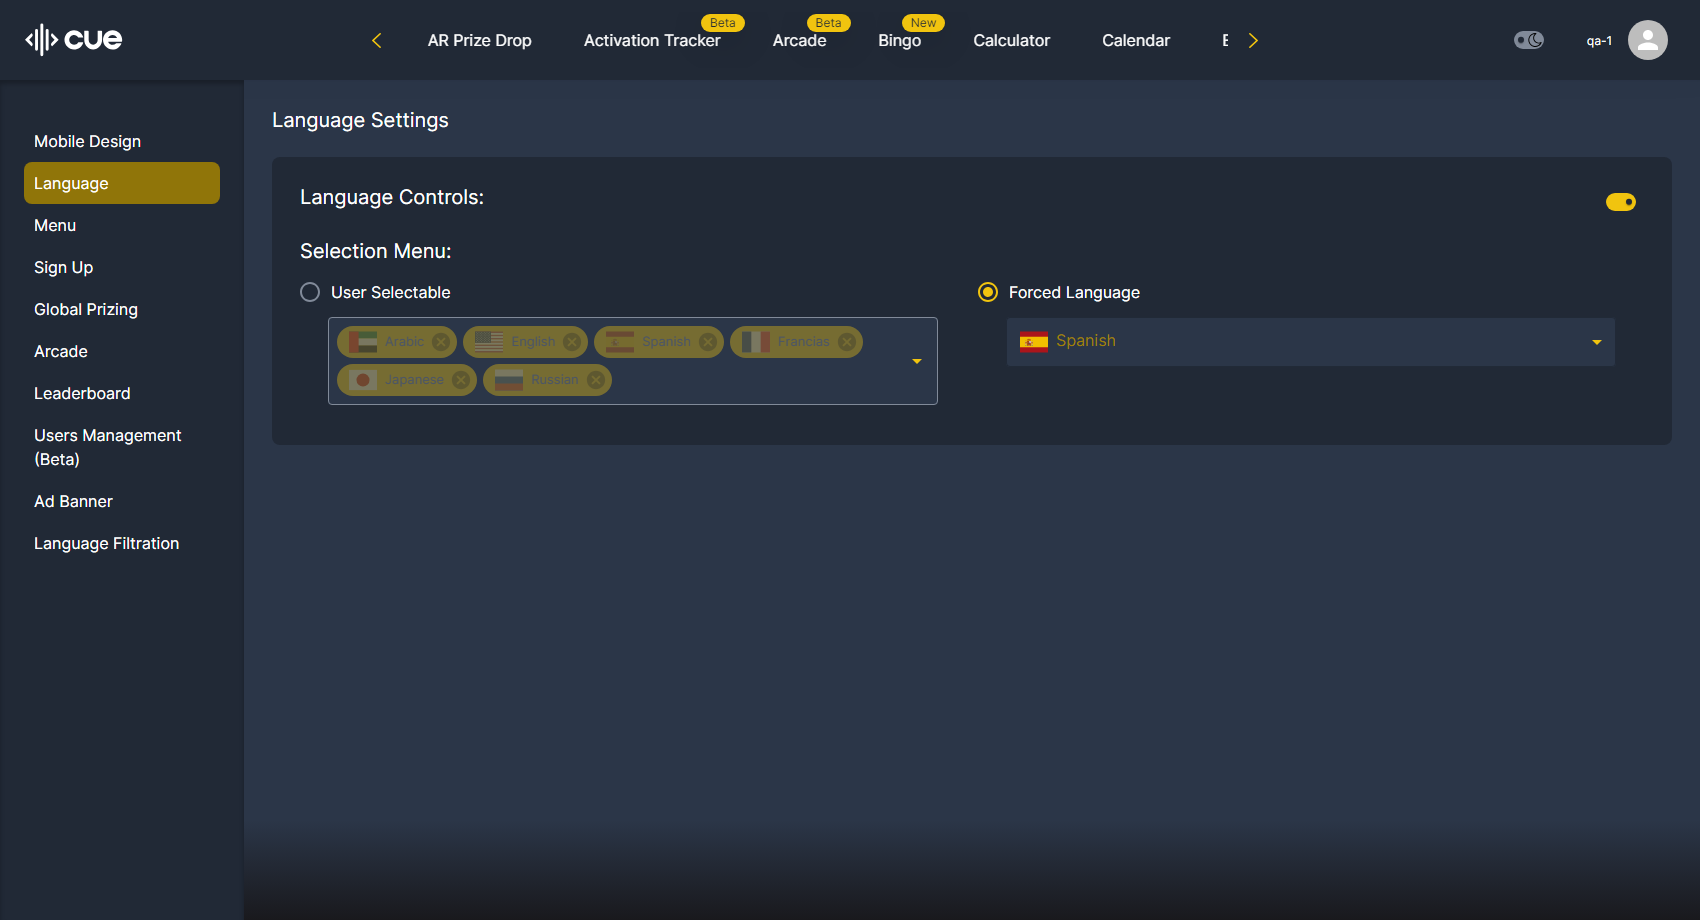 cue
Beta
Beta
New
AR Prize Drop
Activation Tracker
Arcade
Bingo
Calculator
Calendar
qa-1
Mobile Design
Language
Menu
Sign Up
Global Prizing
Arcade
Leaderboard
Users Management
(Beta)
Ad Banner
Language Filtration
Language Settings
Language Controls:
Selection Menu:
User Selectable
Arabic
English
Spanish
Francias
Japanese
Russian
Forced Language
Spanish